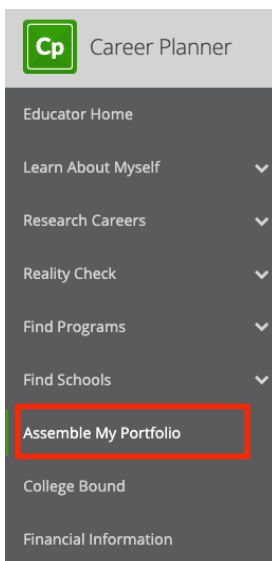 Cp Career Planner
Educator Home
Learn About Myself
Research Careers
Reality Check
Find Programs
Find Schools
Assemble My Portfolio
College Bound
Financial Information